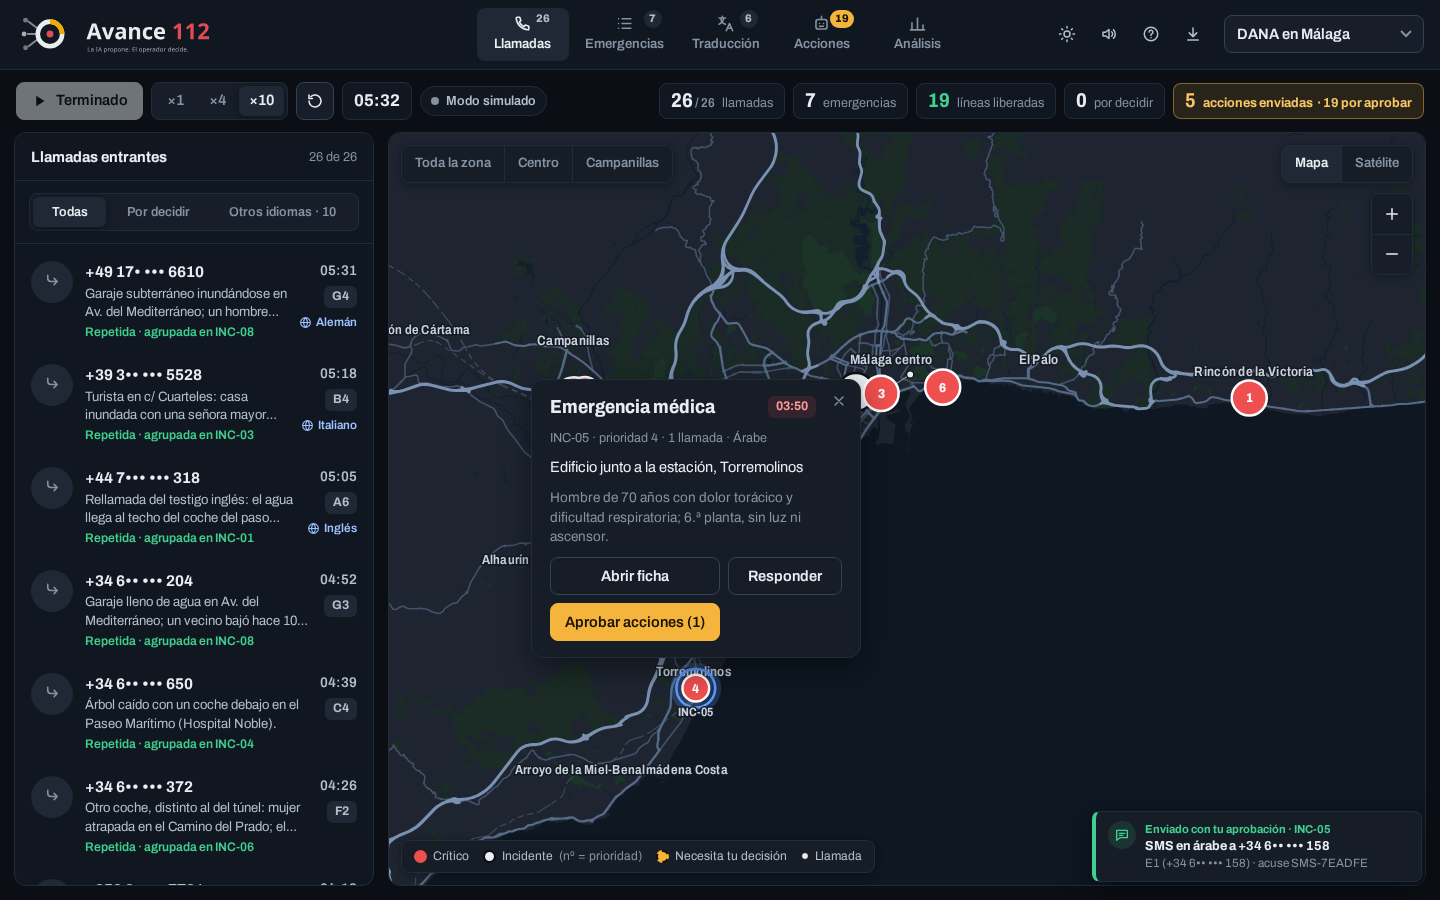 Avance 112
La IA propone. El operador decide.
26
Llamadas
7
Emergencias
6
Traducción
19
Acciones
Análisis
DANA en Málaga
Terminado
×1 ×4 ×10
05:32
Modo simulado
26 / 26 llamadas
7 emergencias
19 líneas liberadas
0 por decidir
5 acciones enviadas · 19 por aprobar
Llamadas entrantes
26 de 26
Todas
Por decidir
Otros idiomas · 10
+49 17• ••• 6610
05:31
Garaje subterráneo inundándose en
Av. del Mediterráneo; un hombre...
G4
Alemán
Repetida · agrupada en INC-08
+39 3•• ••• 5528
05:18
Turista en c/ Cuarteles: casa
inundada con una señora mayor...
B4
Italiano
Repetida · agrupada en INC-03
+44 7••• ••• 318
05:05
Rellamada del testigo inglés: el agua
llega al techo del coche del paso...
A6
Inglés
Repetida · agrupada en INC-01
+34 6•• ••• 204
04:52
Garaje lleno de agua en Av. del
Mediterráneo; un vecino bajó hace 10...
G3
Repetida · agrupada en INC-08
+34 6•• ••• 650
04:39
Árbol caído con un coche debajo en el
Paseo Marítimo (Hospital Noble).
C4
Repetida · agrupada en INC-04
+34 6•• ••• 372
04:26
Otro coche, distinto al del túnel: mujer
atrapada en el Camino del Prado; el...
F2
Repetida · agrupada en INC-06
Toda la zona
Centro
Campanillas
Mapa
Satélite
+
−
ón de Cártama
Campanillas
Málaga centro
El Palo
Rincón de la Victoria
3
6
1
Emergencia médica
03:50
INC-05 · prioridad 4 · 1 llamada · Árabe
Edificio junto a la estación, Torremolinos
Hombre de 70 años con dolor torácico y
dificultad respiratoria; 6.ª planta, sin luz ni
ascensor.
Abrir ficha
Responder
Aprobar acciones (1)
Alhaurín
Torremolinos
4
INC-05
Arroyo de la Miel-Benalmádena Costa
Crítico
Incidente (nº = prioridad)
Necesita tu decisión
Llamada
Enviado con tu aprobación · INC-05
SMS en árabe a +34 6•• ••• 158
E1 (+34 6•• ••• 158) · acuse SMS-7EADFE